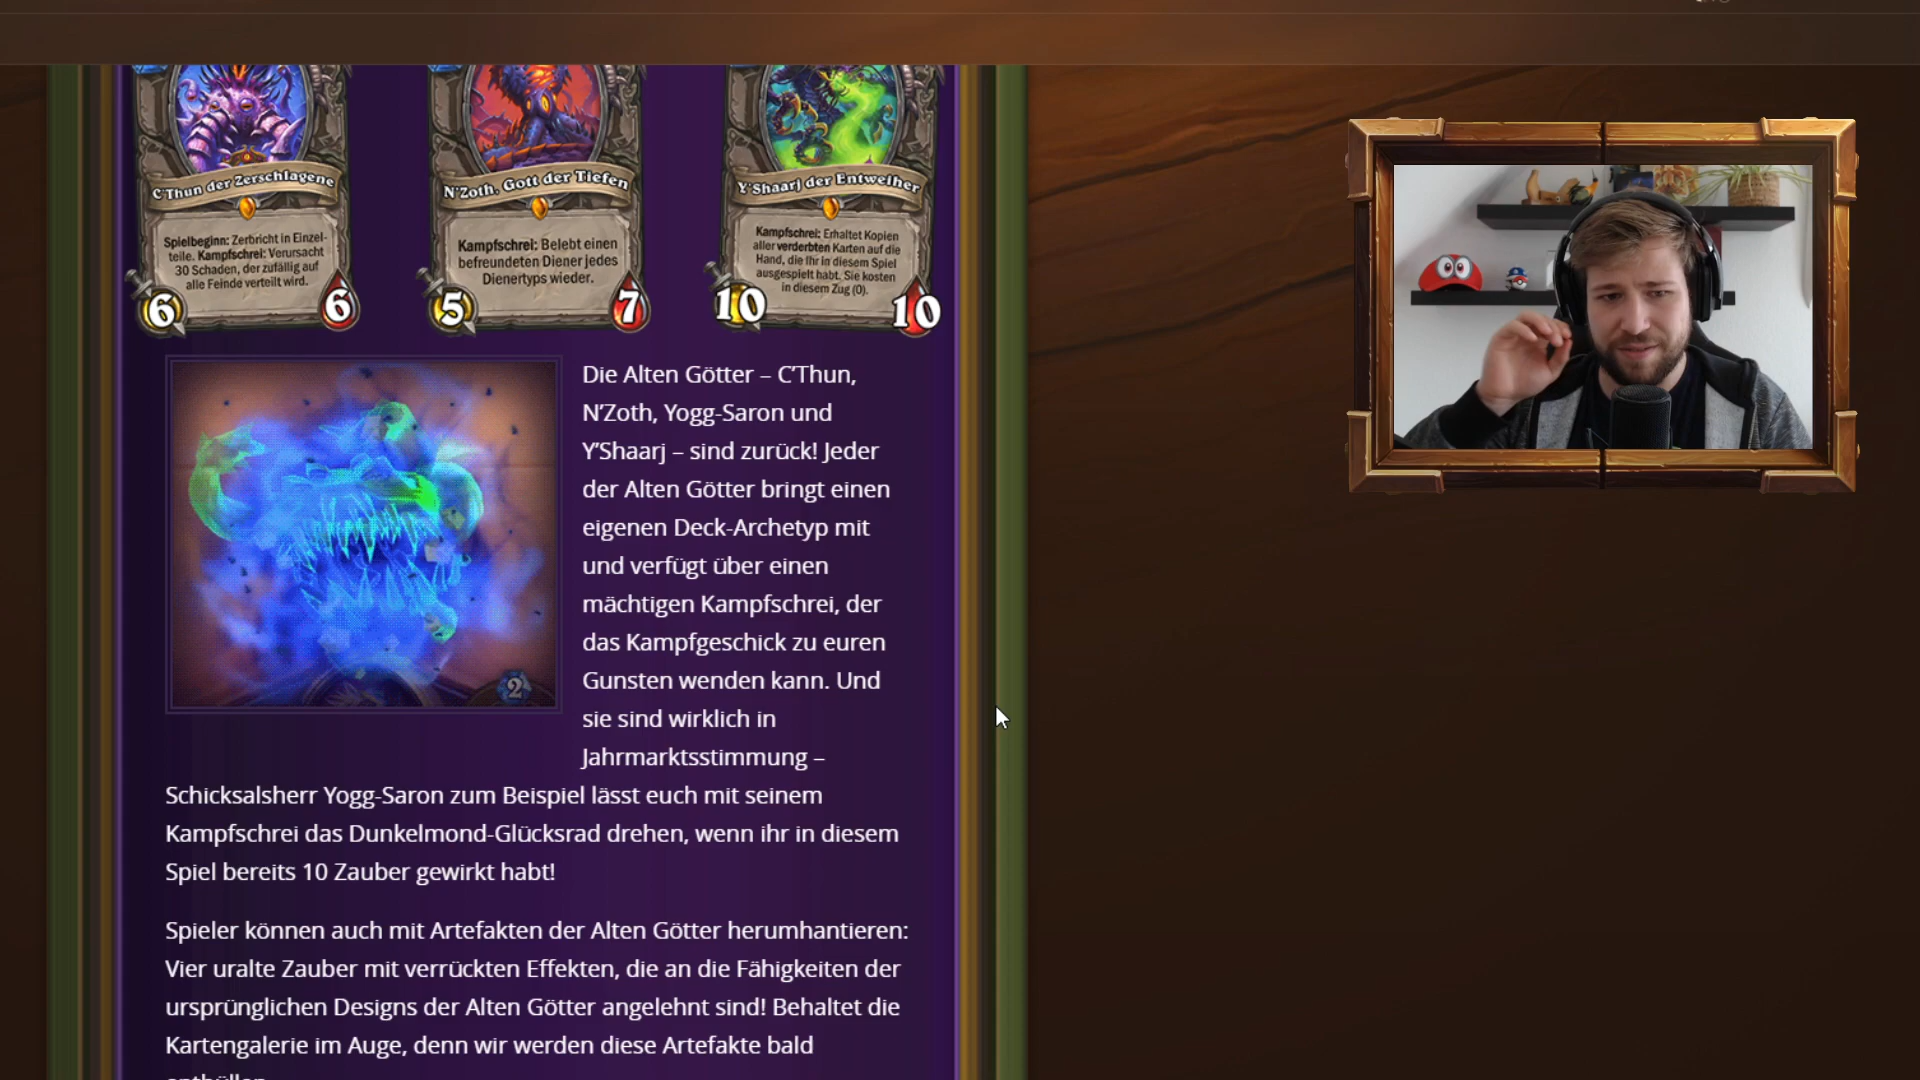 C'Thun der Zerschlagene
Spielbeginn: Zerbricht in Einzel-
teile. Kampfschrei: Verursacht
30 Schaden, der zufällig auf
alle Feinde verteilt wird.
6
6
N'Zoth, Gott der Tiefen
Kampfschrei: Belebt einen
befreundeten Diener jedes
Dienertyps wieder.
5
7
Y'Shaarj der Entweiher
Kampfschrei: Erhaltet Kopien
aller verderbten Karten auf die
Hand, die Ihr in diesem Spiel
ausgespielt habt. Sie kosten
in diesem Zug (0).
10
10
2
Die Alten Götter – C'Thun,
N'Zoth, Yogg-Saron und
Y'Shaarj – sind zurück! Jeder
der Alten Götter bringt einen
eigenen Deck-Archetyp mit
und verfügt über einen
mächtigen Kampfschrei, der
das Kampfgeschick zu euren
Gunsten wenden kann. Und
sie sind wirklich in
Jahrmarktsstimmung –
Schicksalsherr Yogg-Saron zum Beispiel lässt euch mit seinem
Kampfschrei das Dunkelmond-Glücksrad drehen, wenn ihr in diesem
Spiel bereits 10 Zauber gewirkt habt!
Spieler können auch mit Artefakten der Alten Götter herumhantieren:
Vier uralte Zauber mit verrückten Effekten, die an die Fähigkeiten der
ursprünglichen Designs der Alten Götter angelehnt sind! Behaltet die
Kartengalerie im Auge, denn wir werden diese Artefakte bald